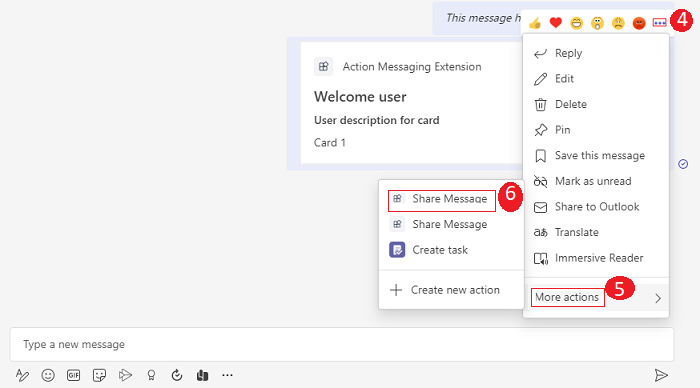 This message h
4
Action Messaging Extension
Welcome user
User description for card
Card 1
Reply
Edit
Delete
Pin
Save this message
Mark as unread
Share to Outlook
Translate
Immersive Reader
More actions
5
Share Message
6
Share Message
Create task
Create new action
Type a new message
GIF